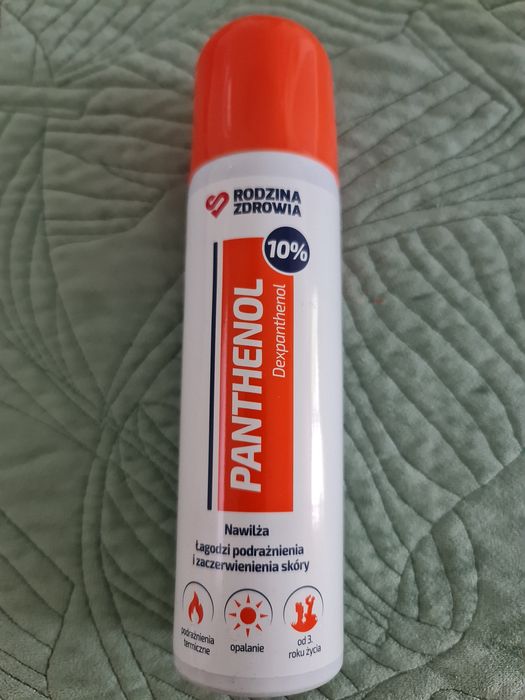 RODZINA
ZDROWIA
10%
PANTHENOL
Dexpanthenol
Nawilża
Łagodzi podrażnienia
i zaczerwienienia skóry
podrażnienia
termiczne
opalanie
od 3.
roku życia